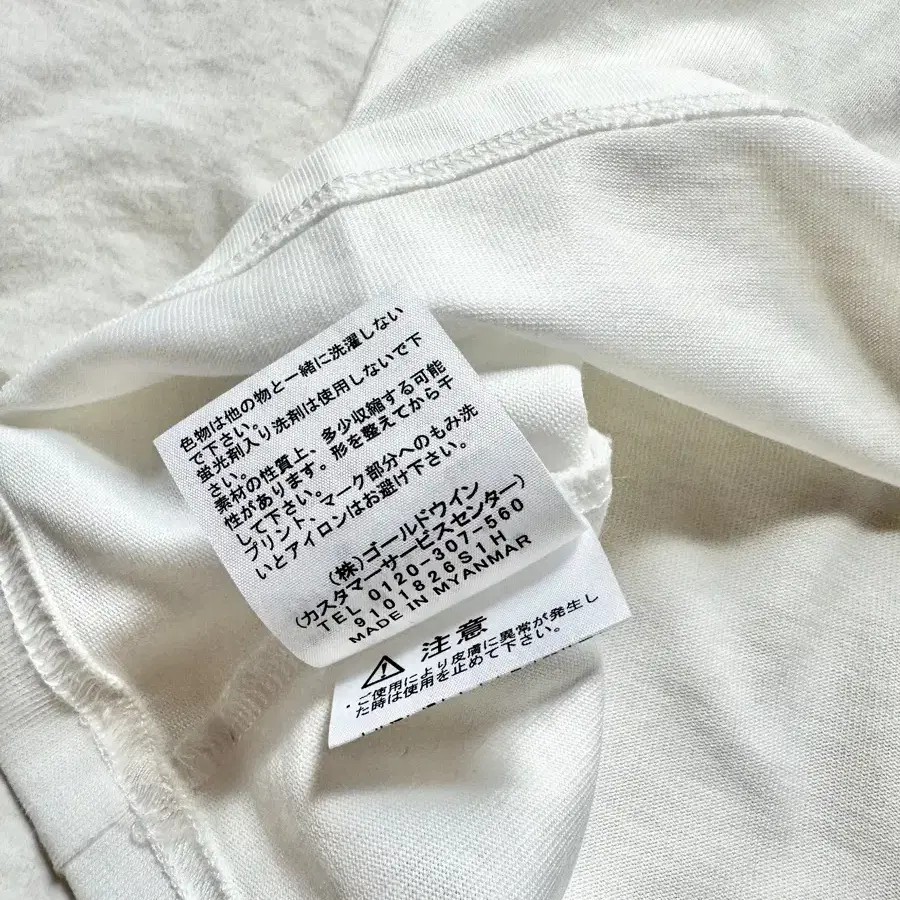 色物は他の物と一緒に洗濯しない
で下さい。
蛍光剤入り洗剤は使用しないで下
さい。
素材の性質上、多少収縮する可能
性があります。形を整えてから干
して下さい。
プリント、マーク部分へのもみ洗
いとアイロンはお避け下さい。
(株)ゴールドウイン
(カスタマーサービスセンター)
TEL 0120-307-560
9101826S1H
MADE IN MYANMAR
注意
・ご使用により皮膚に異常が発生し
た時は使用を止めて下さい。